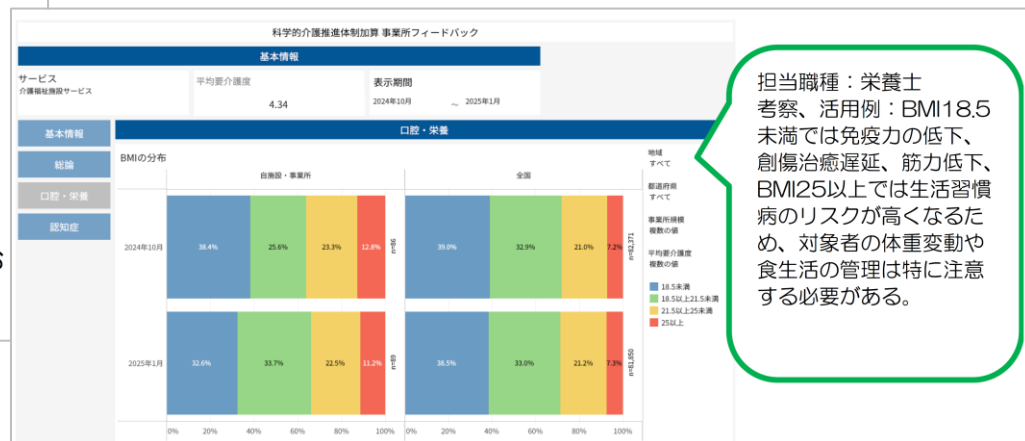 科学的介護推進体制加算 事業所フィードバック
基本情報
サービス
介護福祉施設サービス
平均要介護度
4.34
表示期間
2024年10月 ～ 2025年1月
基本情報
総論
口腔・栄養
認知症
口腔・栄養
BMIの分布
自施設・事業所
全国
2024年10月
38.4%
25.6%
23.3%
12.8%
n=86
39.0%
32.9%
21.0%
7.2%
n=82,371
2025年1月
32.6%
33.7%
22.5%
11.2%
n=89
38.5%
33.0%
21.2%
7.3%
n=81,850
0% 20% 40% 60% 80% 100%
0% 20% 40% 60% 80% 100%
地域
すべて
都道府県
すべて
事業所規模
複数の値
平均要介護度
複数の値
18.5未満
18.5以上21.5未満
21.5以上25未満
25以上
担当職種：栄養士
考察、活用例：BMI18.5
未満では免疫力の低下、
創傷治癒遅延、筋力低下、
BMI25以上では生活習慣
病のリスクが高くなるた
め、対象者の体重変動や
食生活の管理は特に注意
する必要がある。